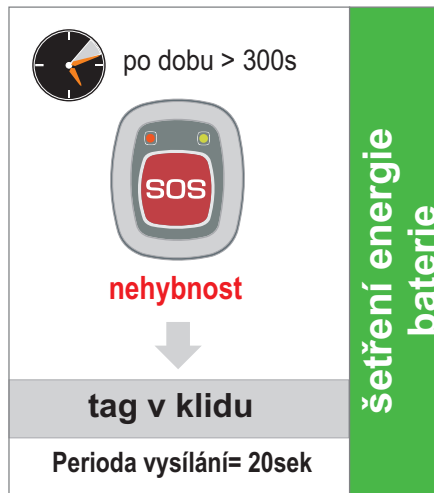 po dobu > 300s
SOS
nehybnost
tag v klidu
Perioda vysílání= 20sek
šetření energie
baterie